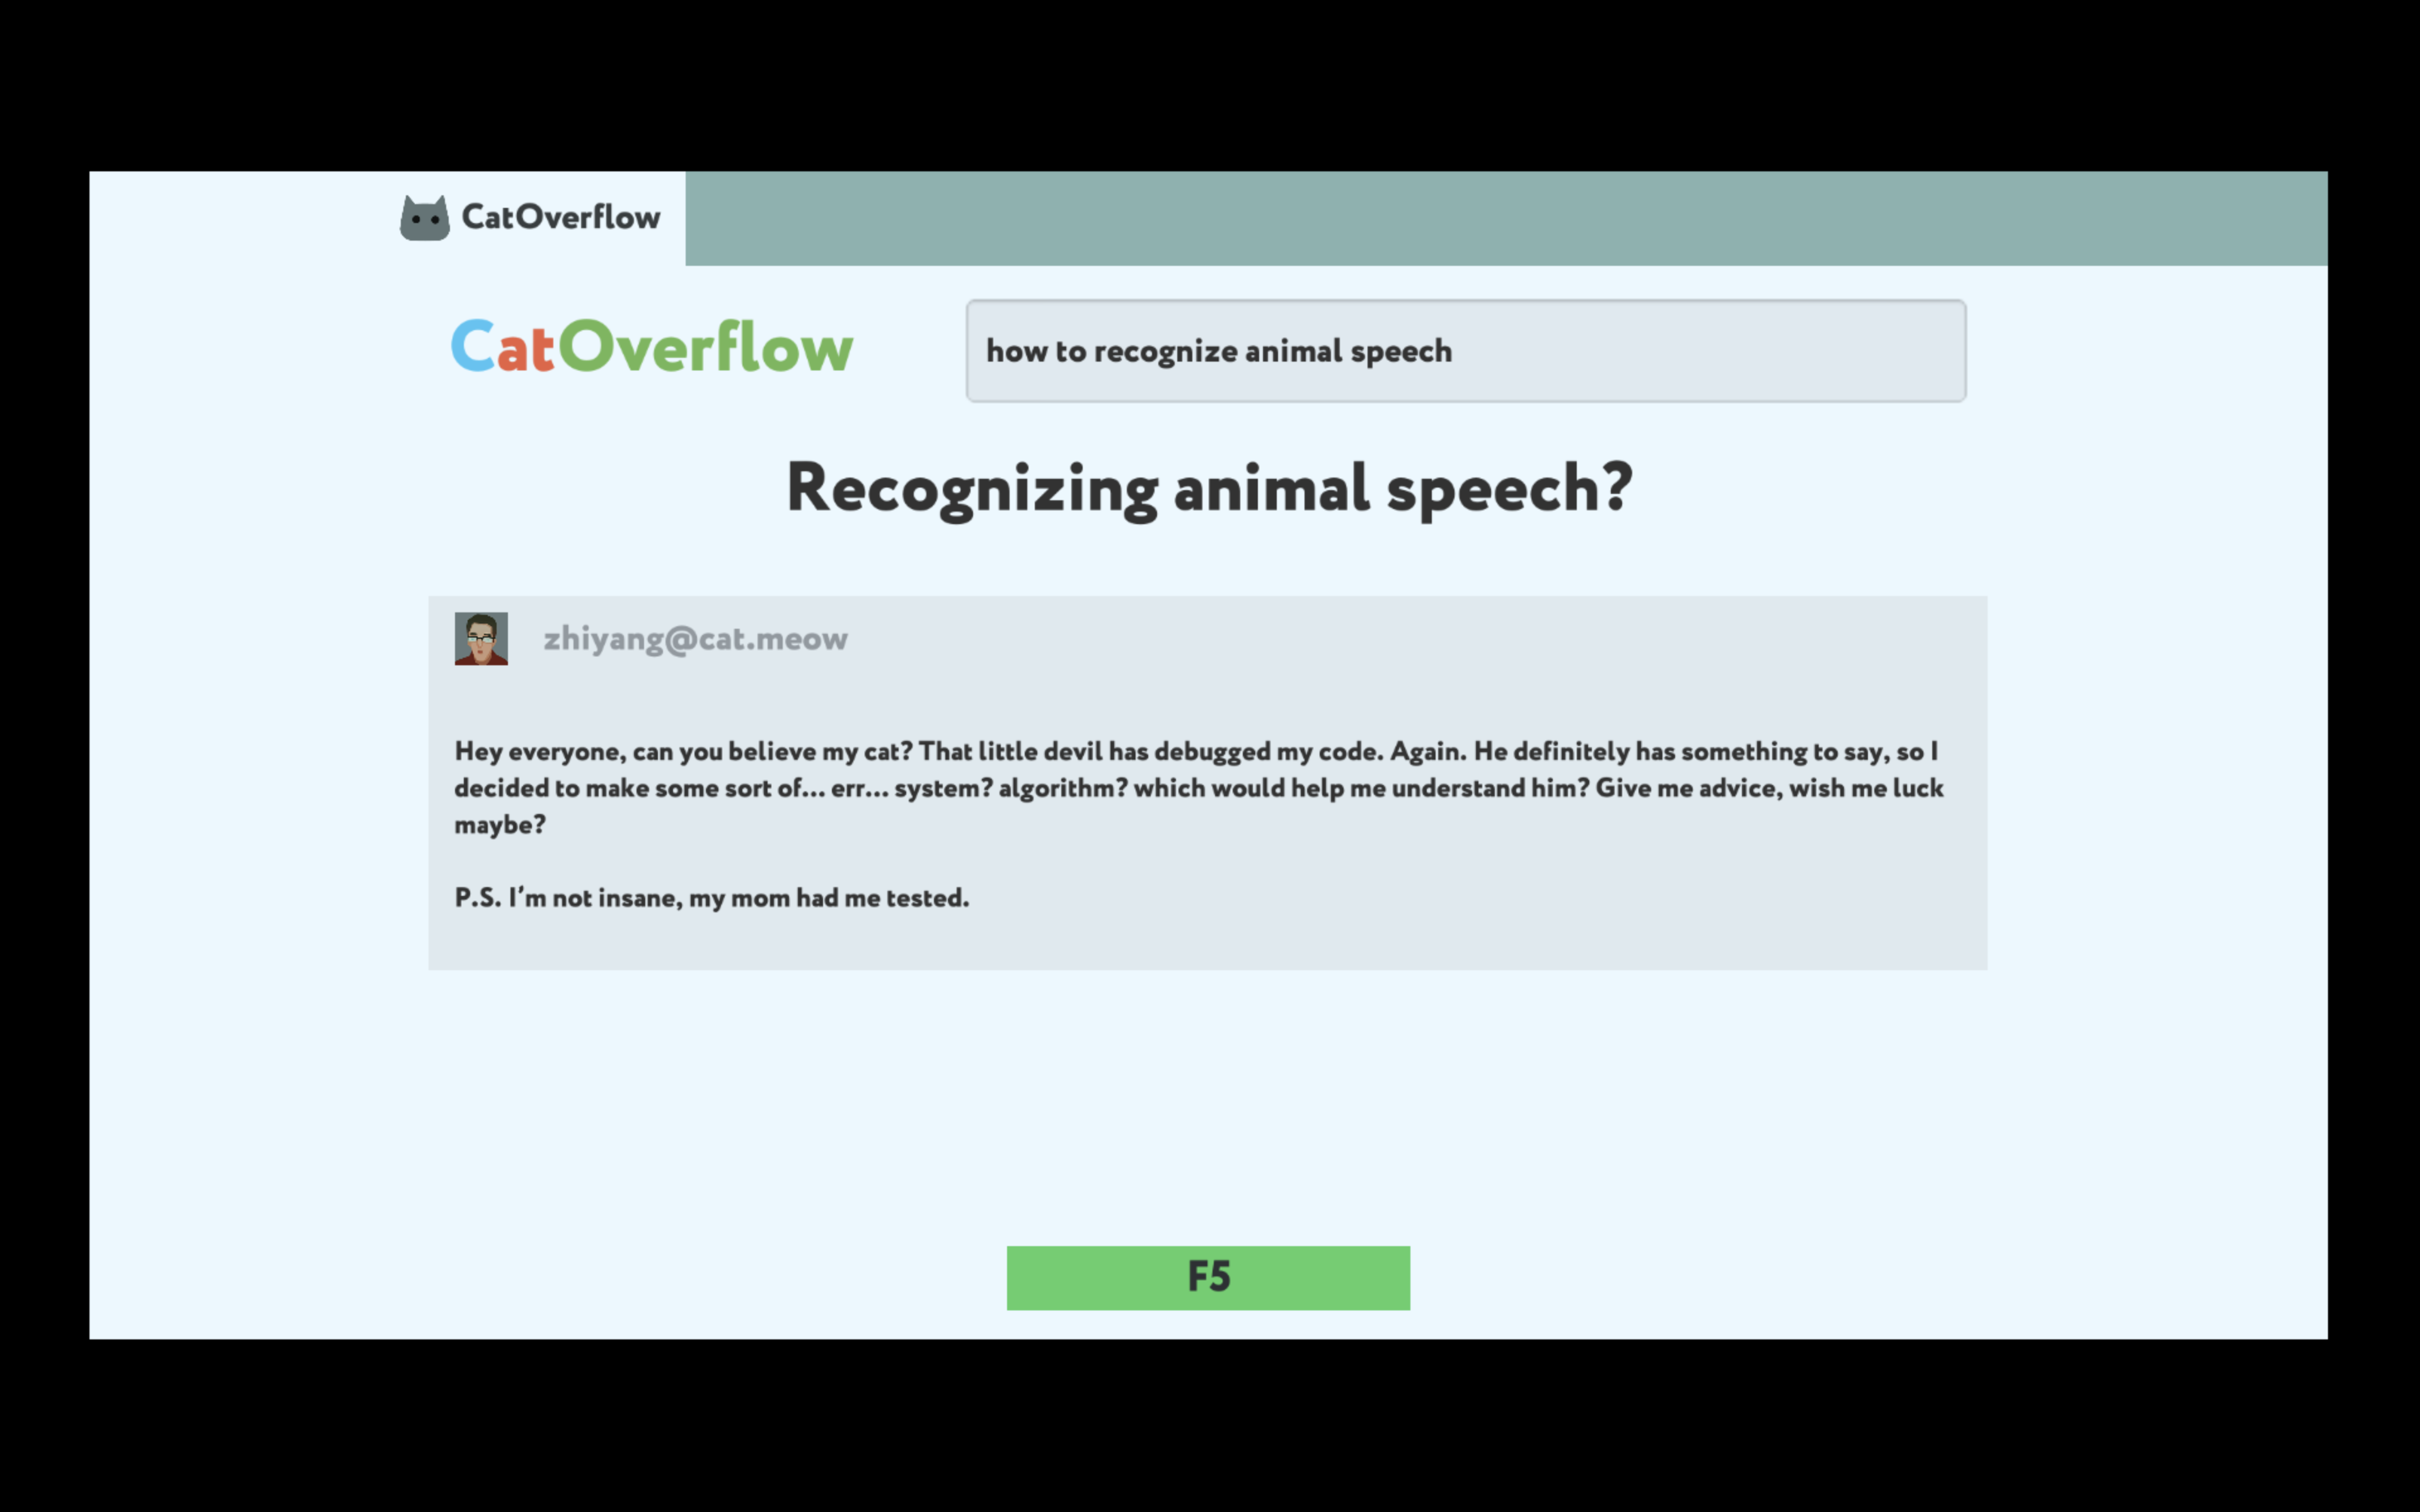 CatOverflow
CatOverflow
how to recognize animal speech
Recognizing animal speech?
zhiyang@cat.meow
Hey everyone, can you believe my cat? That little devil has debugged my code. Again. He definitely has something to say, so I
decided to make some sort of... err... system? algorithm? which would help me understand him? Give me advice, wish me luck
maybe?
P.S. I'm not insane, my mom had me tested.
F5